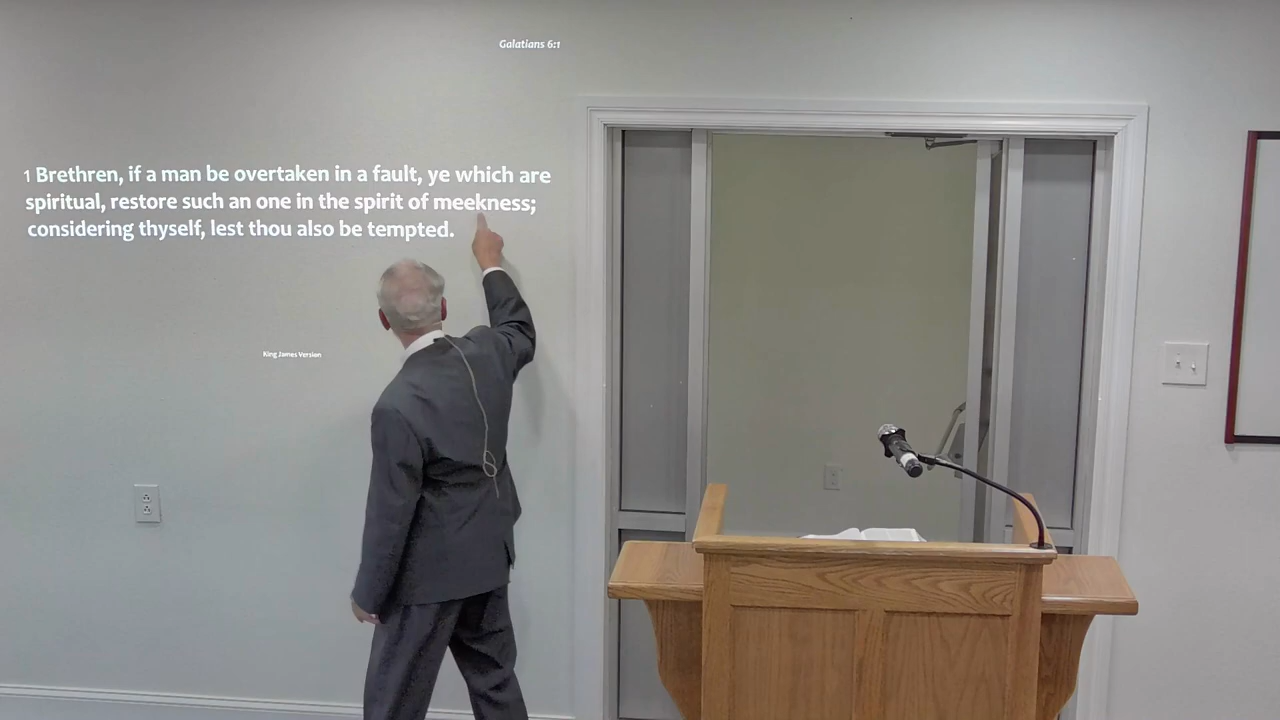 Galatians 6:1
1 Brethren, if a man be overtaken in a fault, ye which are
spiritual, restore such an one in the spirit of meekness;
considering thyself, lest thou also be tempted.
King James Version